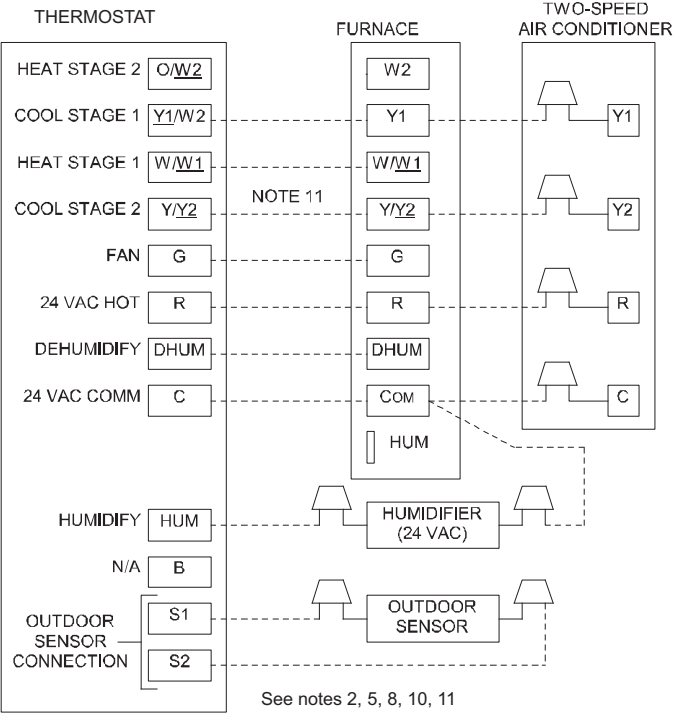 THERMOSTAT
FURNACE
TWO-SPEED
AIR CONDITIONER
HEAT STAGE 2 O/W2 W2
COOL STAGE 1 Y1/W2 Y1 Y1
HEAT STAGE 1 W/W1 W/W1
NOTE 11
COOL STAGE 2 Y/Y2 Y/Y2 Y2
FAN G G
24 VAC HOT R R R
DEHUMIDIFY DHUM DHUM
24 VAC COMM C COM C
HUM
HUMIDIFY HUM HUMIDIFIER
(24 VAC)
N/A B
S1 OUTDOOR
SENSOR
OUTDOOR
SENSOR
CONNECTION
S2
See notes 2, 5, 8, 10, 11